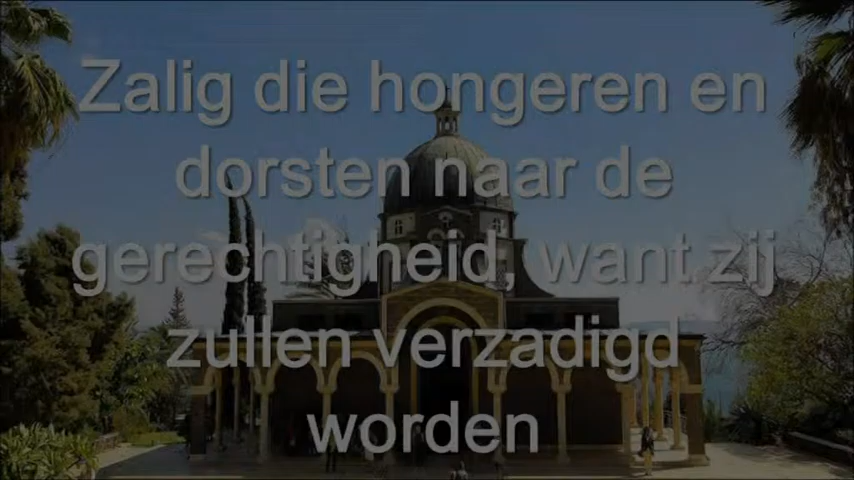 Zalig die hongeren en
dorsten naar de
gerechtigheid, want zij
zullen verzadigd
worden